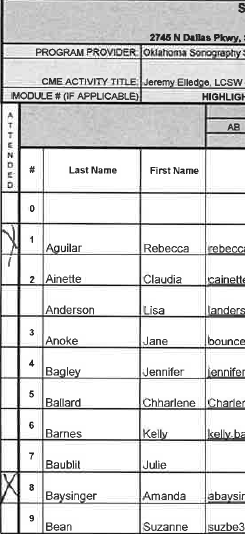 S
2745 N Dallas Pkwy,
PROGRAM PROVIDER: Oklahoma Sonography
CME ACTIVITY TITLE: Jeremy Elledge, LCSW
MODULE # (IF APPLICABLE) HIGHLIGH
AB
ATTENDED # Last Name First Name
0
1 Aguilar Rebecca rebecca
2 Ainette Claudia cainette
Anderson Lisa landers
3 Anoke Jane bounce
4 Bagley Jennifer jennifer
5 Ballard Chharlene Charler
6 Barnes Kelly kelly.ba
7 Baublit Julie
X 8 Baysinger Amanda abaysin
9 Bean Suzanne suzbe3